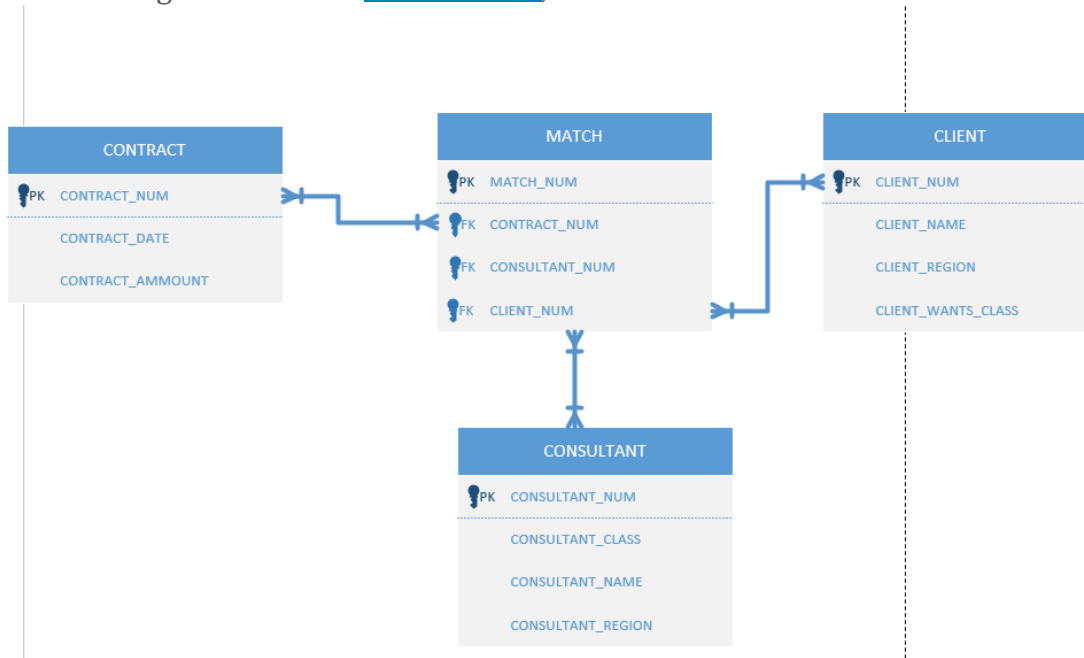 CONTRACT
PK CONTRACT_NUM
CONTRACT_DATE
CONTRACT_AMMOUNT
MATCH
PK MATCH_NUM
FK CONTRACT_NUM
FK CONSULTANT_NUM
FK CLIENT_NUM
CLIENT
PK CLIENT_NUM
CLIENT_NAME
CLIENT_REGION
CLIENT_WANTS_CLASS
CONSULTANT
PK CONSULTANT_NUM
CONSULTANT_CLASS
CONSULTANT_NAME
CONSULTANT_REGION